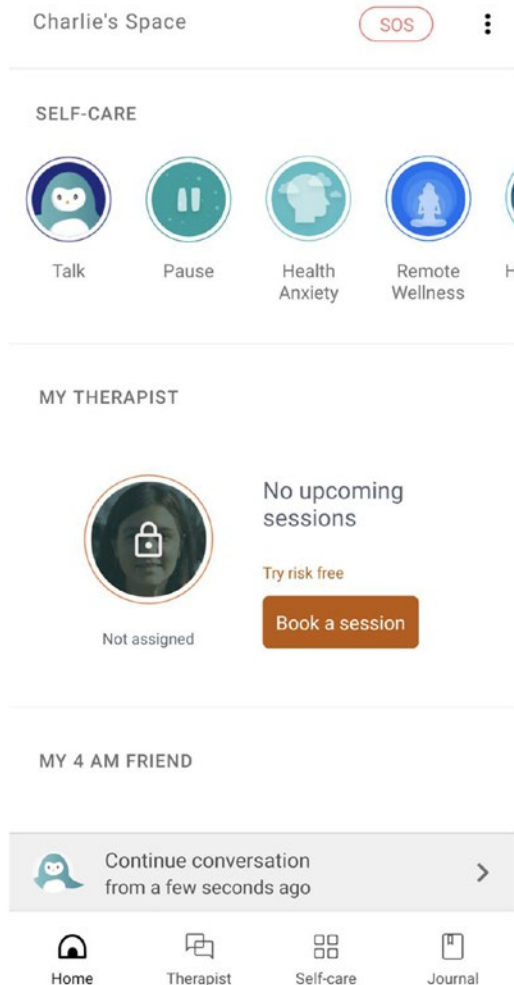 Charlie's Space
SOS
SELF-CARE
Talk
Pause
Health
Anxiety
Remote
Wellness
H
MY THERAPIST
No upcoming
sessions
Try risk free
Book a session
Not assigned
MY 4 AM FRIEND
Continue conversation
from a few seconds ago
Home
Therapist
Self-care
Journal